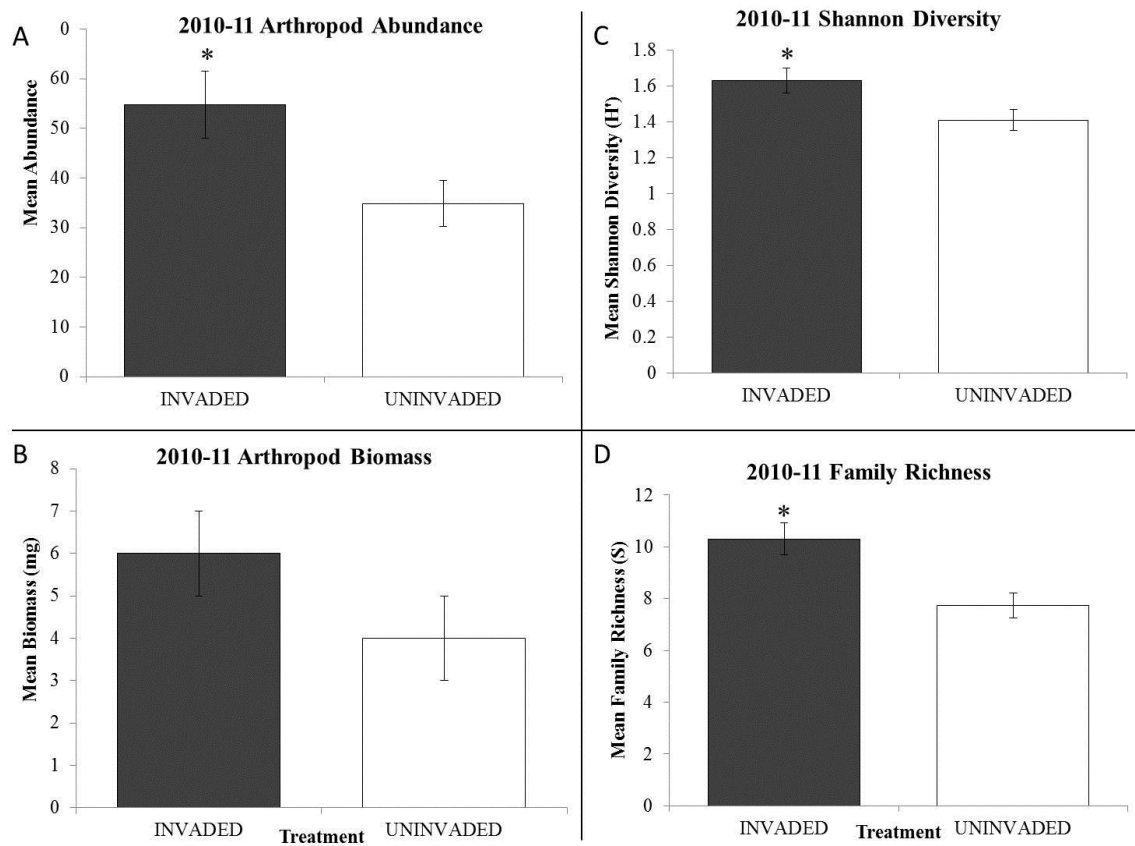 A
2010-11 Arthropod Abundance
Mean Abundance
0
60
50
40
30
20
10
0
*
INVADED
UNINVADED
C
2010-11 Shannon Diversity
Mean Shannon Diversity (H')
1.8
1.6
1.4
1.2
1
0.8
0.6
0.4
0.2
0
*
INVADED
UNINVADED
B
2010-11 Arthropod Biomass
Mean Biomass (mg)
8
7
6
5
4
3
2
1
0
INVADED
Treatment
UNINVADED
D
2010-11 Family Richness
Mean Family Richness (S)
12
10
8
6
4
2
0
*
INVADED
Treatment
UNINVADED